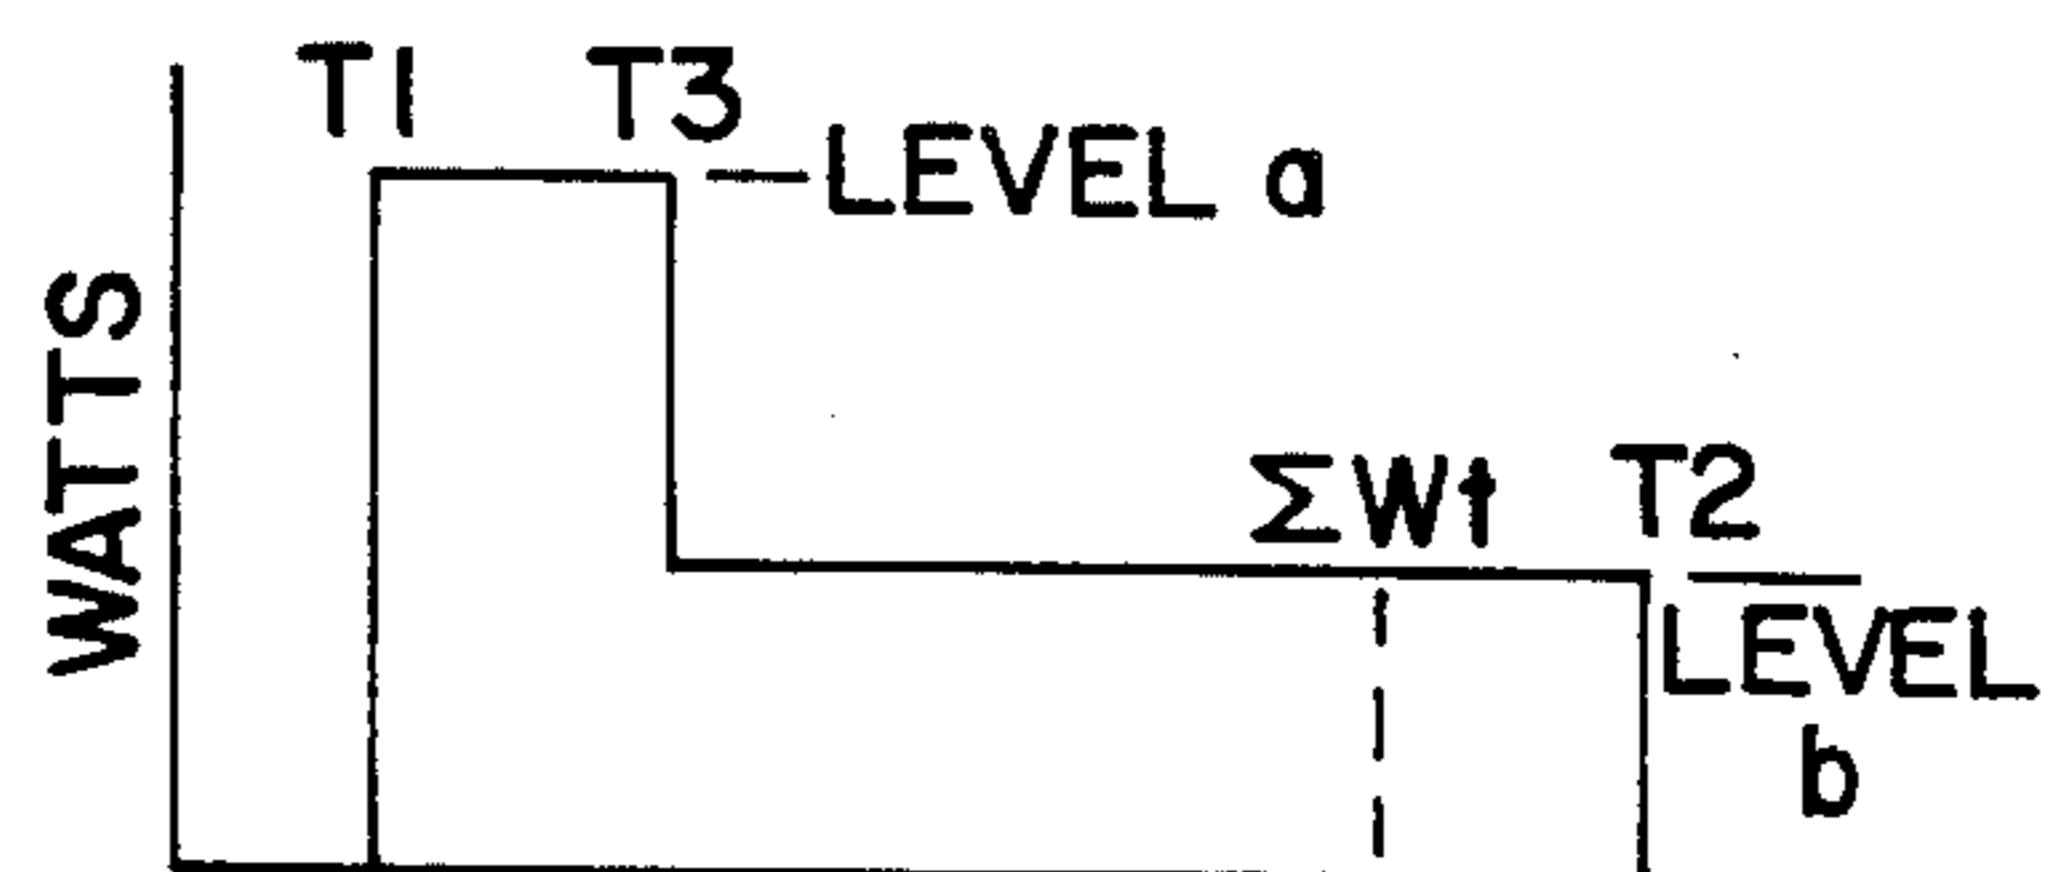 T1 T3
LEVEL a
WATTS
ΣWt T2
LEVEL
b